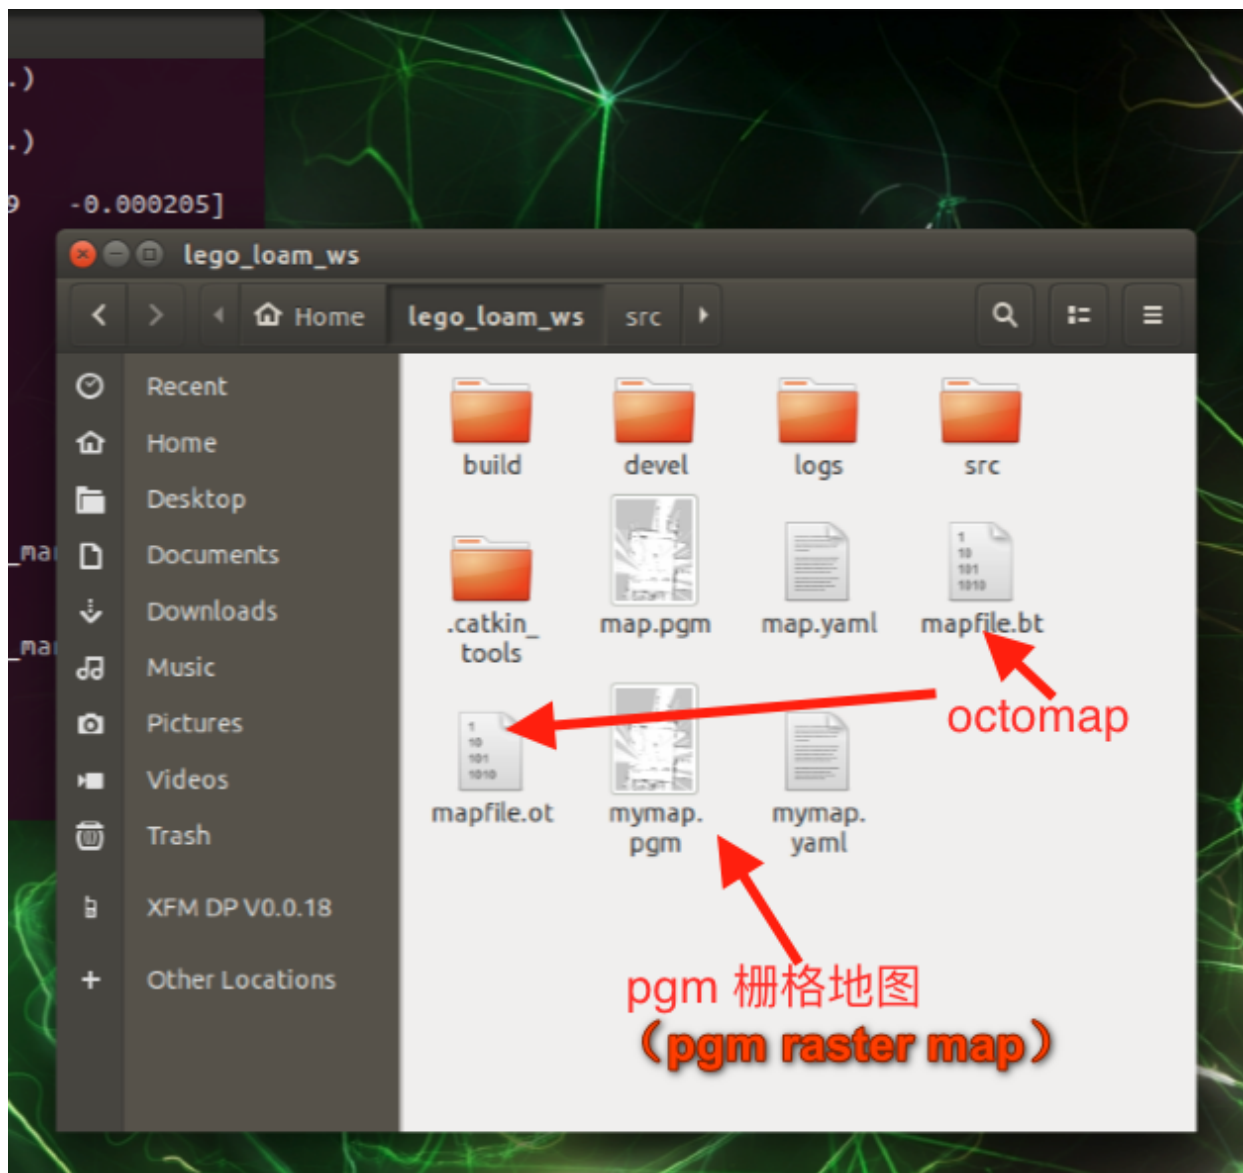 .)
.)
9 -0.000205]
lego_loam_ws
Home lego_loam_ws src
Recent
Home
Desktop
Documents
Downloads
Music
Pictures
Videos
Trash
XFM DP V0.0.18
Other Locations
_ma
_ma
build devel logs src
.catkin_
tools
map.pgm map.yaml mapfile.bt
octomap
mapfile.ot
mymap.
pgm
mymap.
yaml
pgm 栅格地图
（pgm raster map）